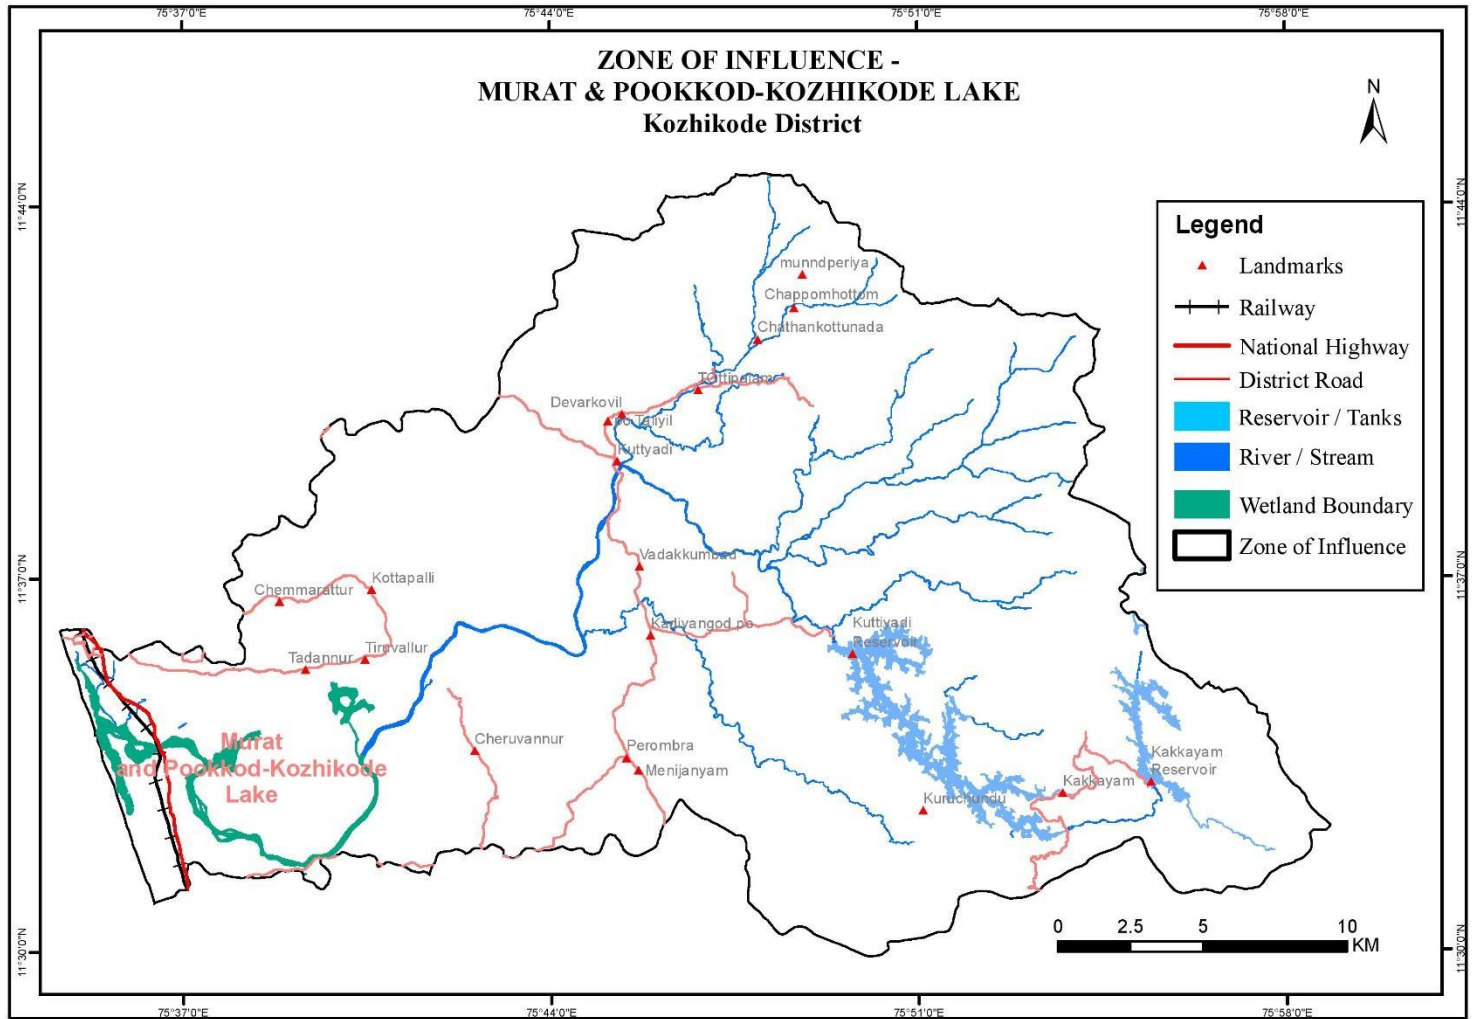 75°37'0"E
75°44'0"E
75°51'0"E
75°58'0"E
ZONE OF INFLUENCE -
MURAT & POOKKOD-KOZHIKODE LAKE
Kozhikode District
N
11°44'0"N
11°44'0"N
Legend
Landmarks
Railway
National Highway
District Road
Reservoir / Tanks
River / Stream
Wetland Boundary
Zone of Influence
munndperiya
Chappomhottom
Chathankottunada
Tottipalam
Devarkovil
po Taliyil
Kuttyadi
11°37'0"N
11°37'0"N
Vadakkumbad
Kottapalli
Chemmarattur
Kadiyangod po
Kuttiyadi
Reservoir
Tiruvallur
Tadannur
Murat
and Pookkod-Kozhikode
Lake
Cheruvannur
Perombra
Menijanyam
Kakkayam
Reservoir
Kakkayam
Kuruchundu
0 2.5 5 10
KM
11°30'0"N
11°30'0"N
75°37'0"E
75°44'0"E
75°51'0"E
75°58'0"E